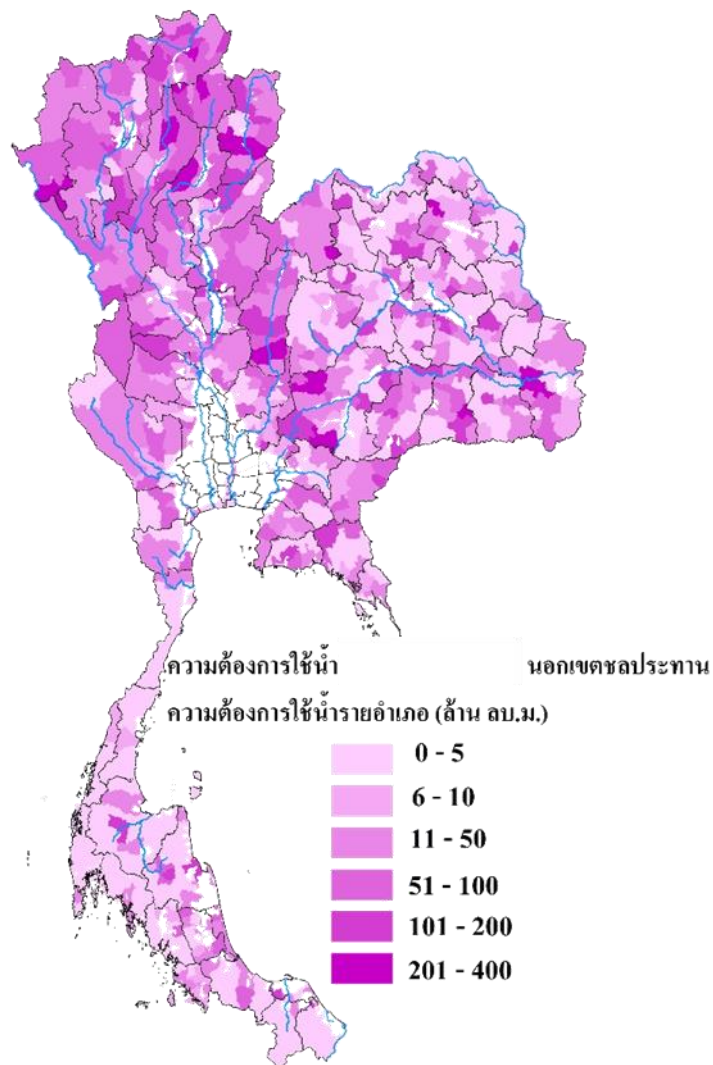 ความต้องการใช้น้ำ นอกเขตชลประทาน
ความต้องการใช้น้ำรายอำเภอ (ล้าน ลบ.ม.)
0 - 5
6 - 10
11 - 50
51 - 100
101 - 200
201 - 400